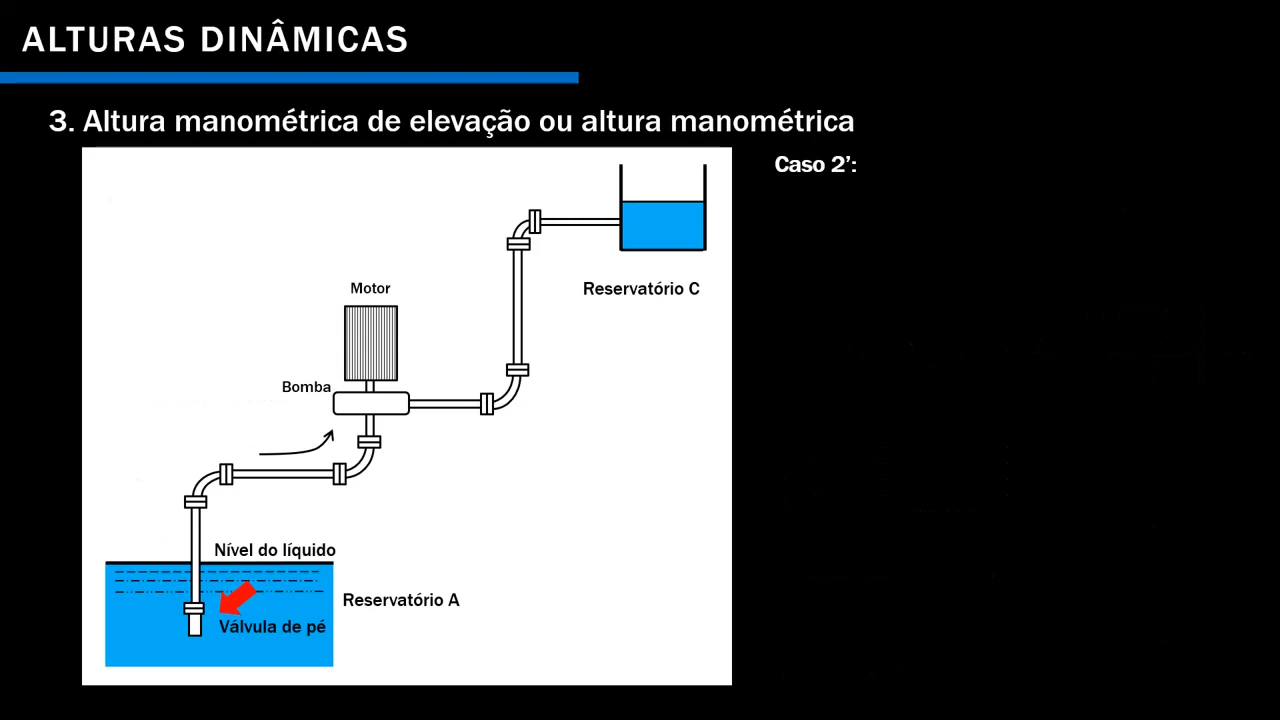 ALTURAS DINÂMICAS
3. Altura manométrica de elevação ou altura manométrica
Caso 2’:
Reservatório C
Motor
Bomba
Nível do líquido
Reservatório A
Válvula de pé